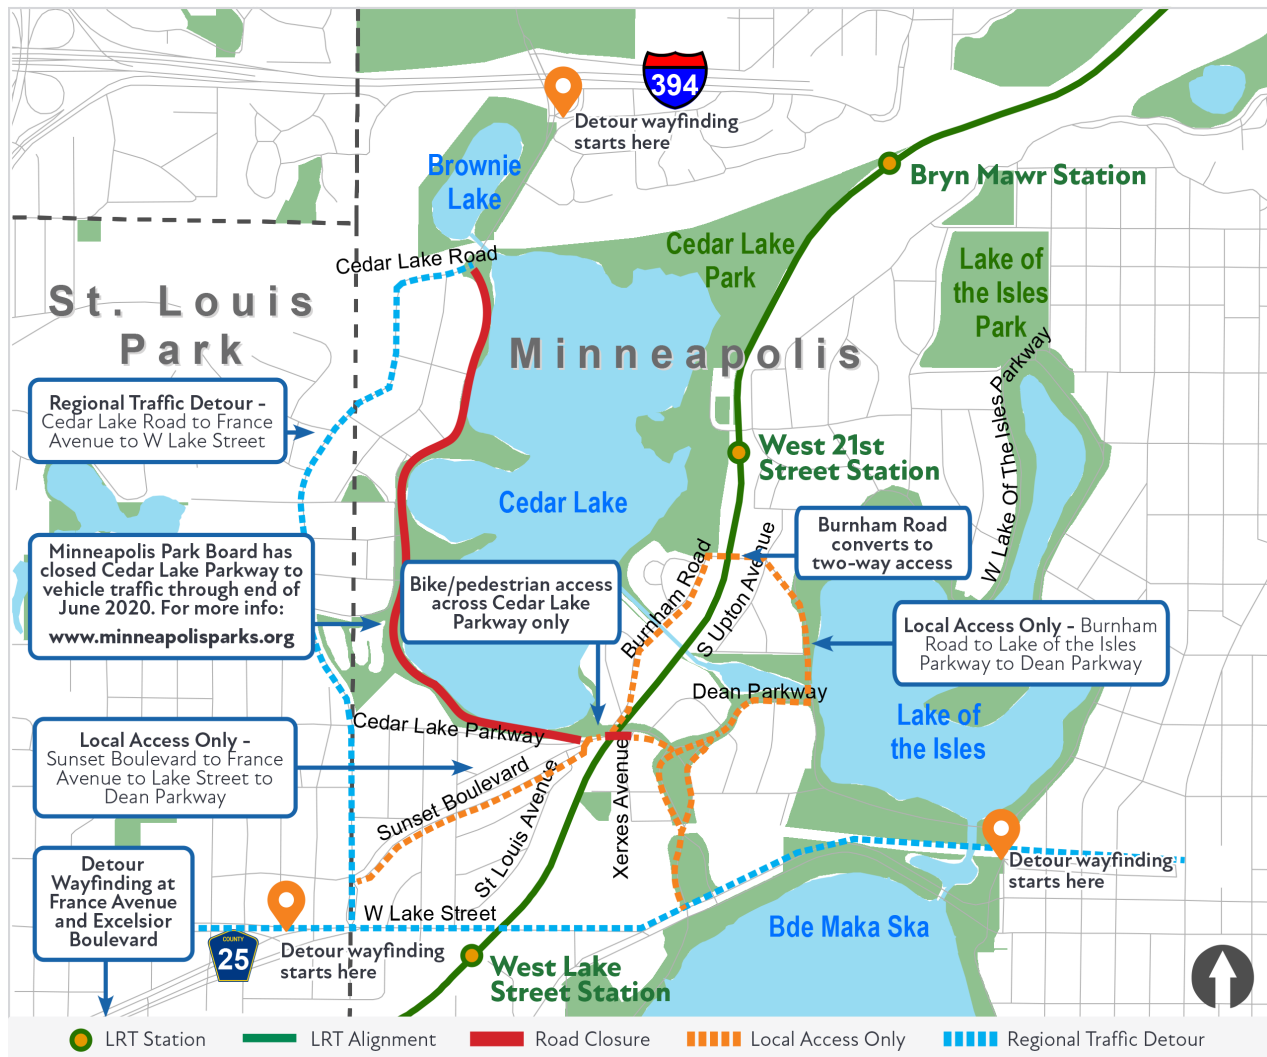 394
Detour wayfinding
starts here
Brownie
Lake
Bryn Mawr Station
Cedar Lake Road
Cedar Lake
Park
Lake of
the Isles
Park
St. Louis
Park
Minneapolis
W Lake Of The Isles Parkway
Regional Traffic Detour -
Cedar Lake Road to France
Avenue to W Lake Street
West 21st
Street Station
Cedar Lake
Burnham Road
converts to
two-way access
Minneapolis Park Board has
closed Cedar Lake Parkway to
vehicle traffic through end of
June 2020. For more info:
www.minneapolisparks.org
Bike/pedestrian access
across Cedar Lake
Parkway only
Burnham Road
S Upton Avenue
Local Access Only - Burnham
Road to Lake of the Isles
Parkway to Dean Parkway
Dean Parkway
Cedar Lake Parkway
Lake of
the Isles
Local Access Only -
Sunset Boulevard to France
Avenue to Lake Street to
Dean Parkway
Sunset Boulevard
St Louis Avenue
Xerxes Avenue
Detour
Wayfinding at
France Avenue
and Excelsior
Boulevard
Detour wayfinding
starts here
W Lake Street
Bde Maka Ska
COUNTY
25
Detour wayfinding
starts here
West Lake
Street Station
LRT Station
LRT Alignment
Road Closure
Local Access Only
Regional Traffic Detour